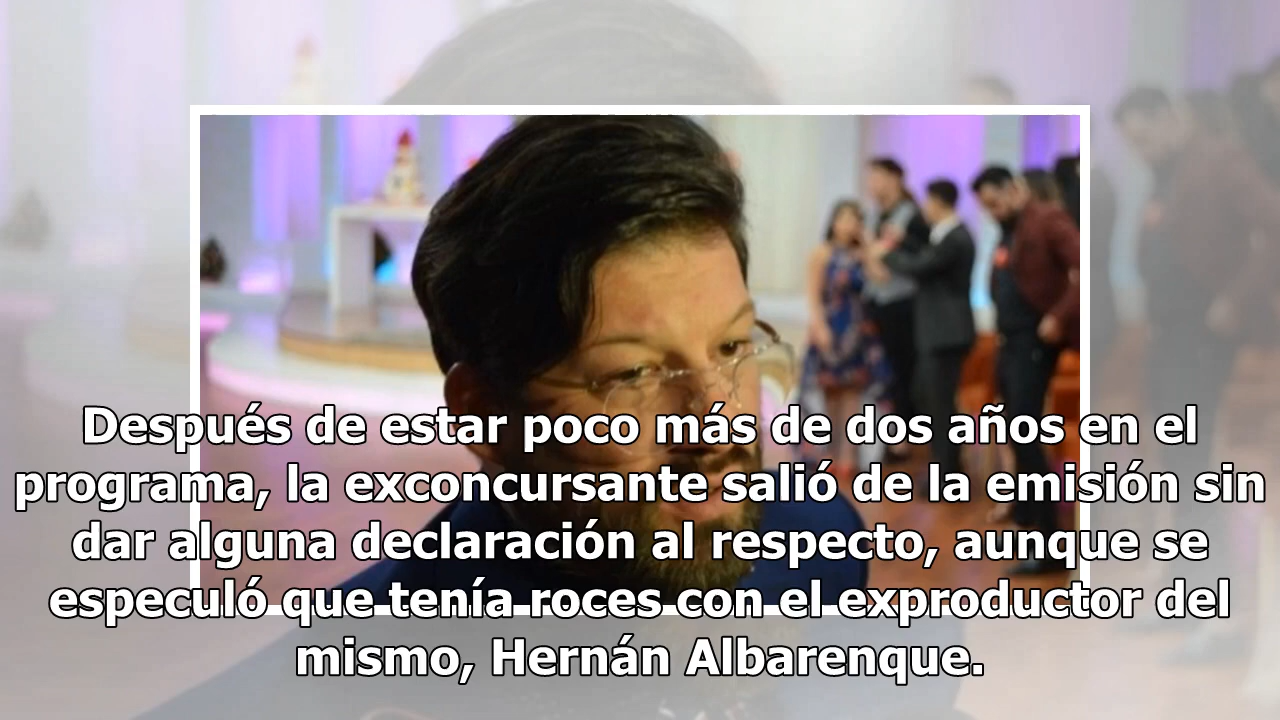 Después de estar poco más de dos años en el
programa, la exconcursante salió de la emisión sin
dar alguna declaración al respecto, aunque se
especuló que tenía roces con el exproductor del
mismo, Hernán Albarenque.